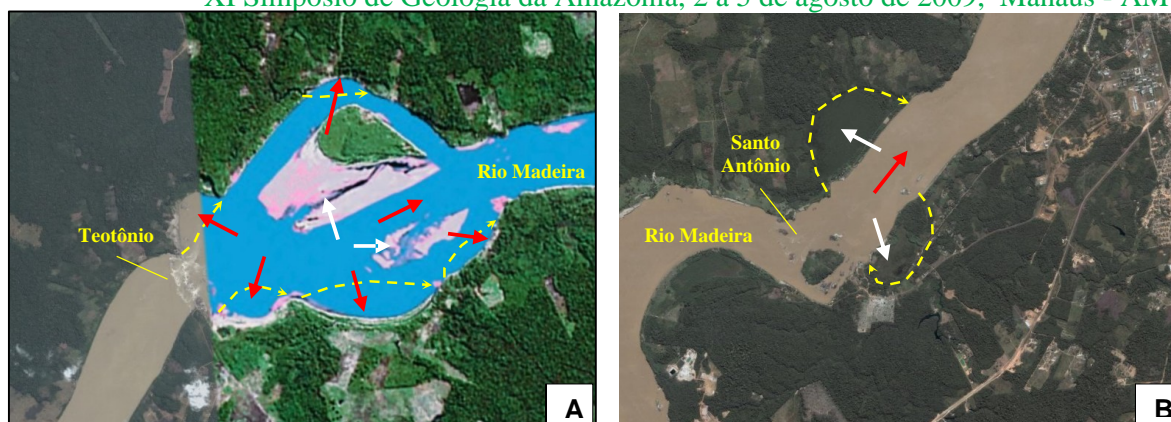 XI Simpósio de Geologia da Amazônia, 2 a 5 de agosto de 2009, Manaus - AM
Teotônio
Rio Madeira
A
Santo
Antônio
Rio Madeira
B